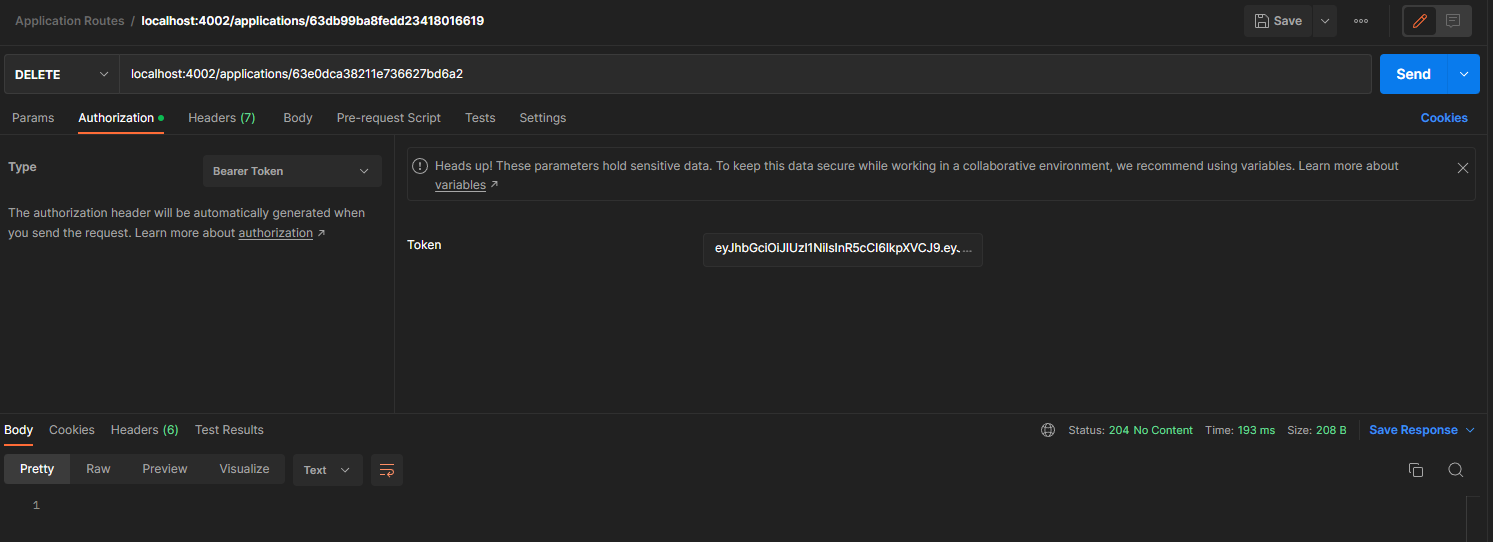 Application Routes / localhost:4002/applications/63db99ba8fedd23418016619
Save
DELETE
localhost:4002/applications/63e0dca38211e736627bd6a2
Send
Params Authorization Headers (7) Body Pre-request Script Tests Settings
Cookies
Type
Bearer Token
Heads up! These parameters hold sensitive data. To keep this data secure while working in a collaborative environment, we recommend using variables. Learn more about
variables ↗
The authorization header will be automatically generated when
you send the request. Learn more about authorization ↗
Token
eyJhbGciOiJIUzI1NiIsInR5cCI6IkpXVCJ9.eyJ ...
Body Cookies Headers (6) Test Results
Status: 204 No Content Time: 193 ms Size: 208 B
Save Response
Pretty Raw Preview Visualize
Text
1